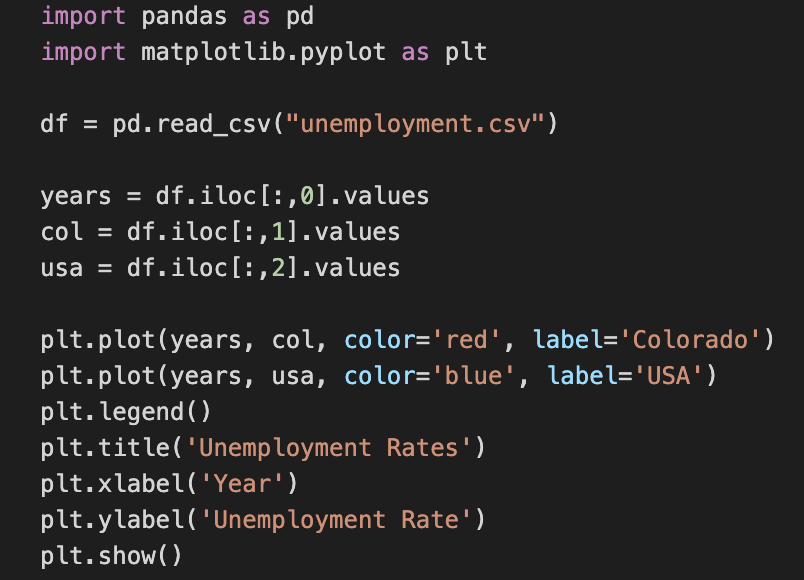 import pandas as pd
import matplotlib.pyplot as plt
df = pd.read_csv("unemployment.csv")
years = df.iloc[:,0].values
col = df.iloc[:,1].values
usa = df.iloc[:,2].values
plt.plot(years, col, color='red', label='Colorado')
plt.plot(years, usa, color='blue', label='USA')
plt.legend()
plt.title('Unemployment Rates')
plt.xlabel('Year')
plt.ylabel('Unemployment Rate')
plt.show()